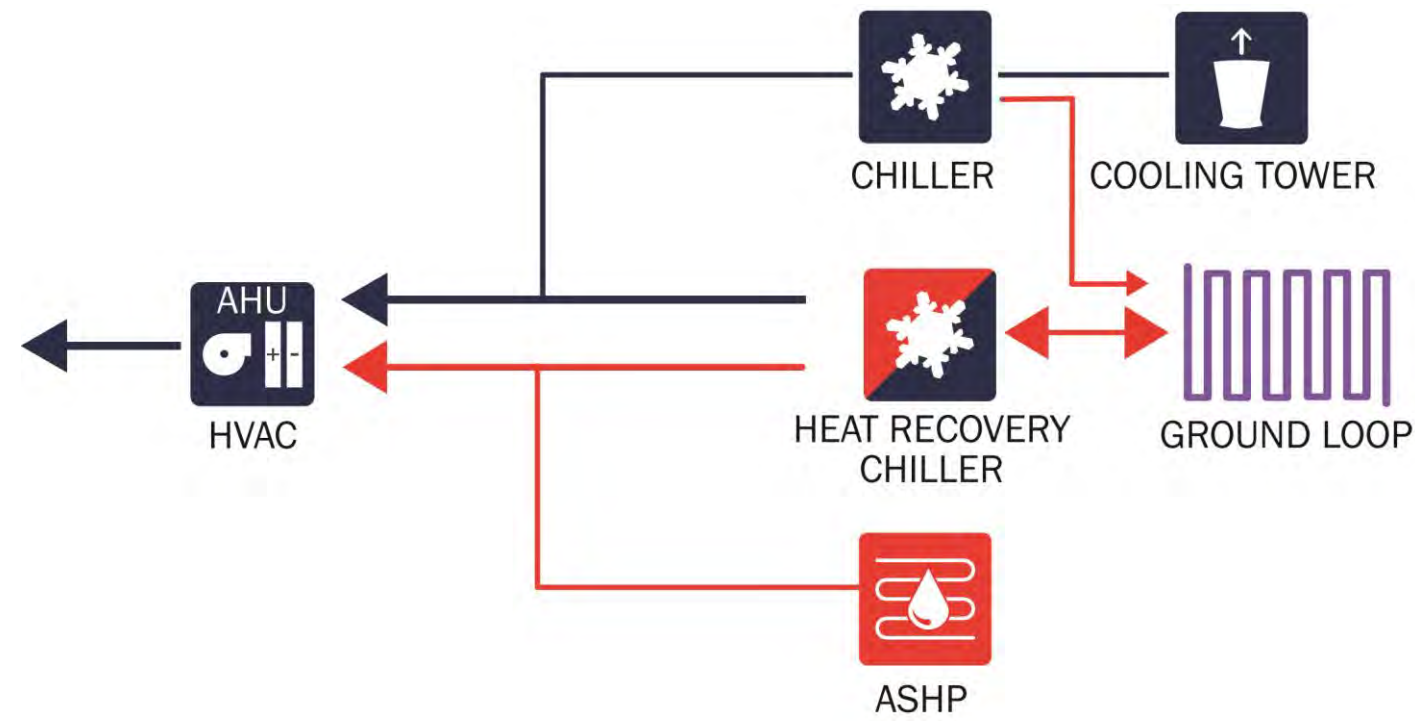 CHILLER
COOLING TOWER
AHU
+ -
HVAC
HEAT RECOVERY
CHILLER
GROUND LOOP
ASHP